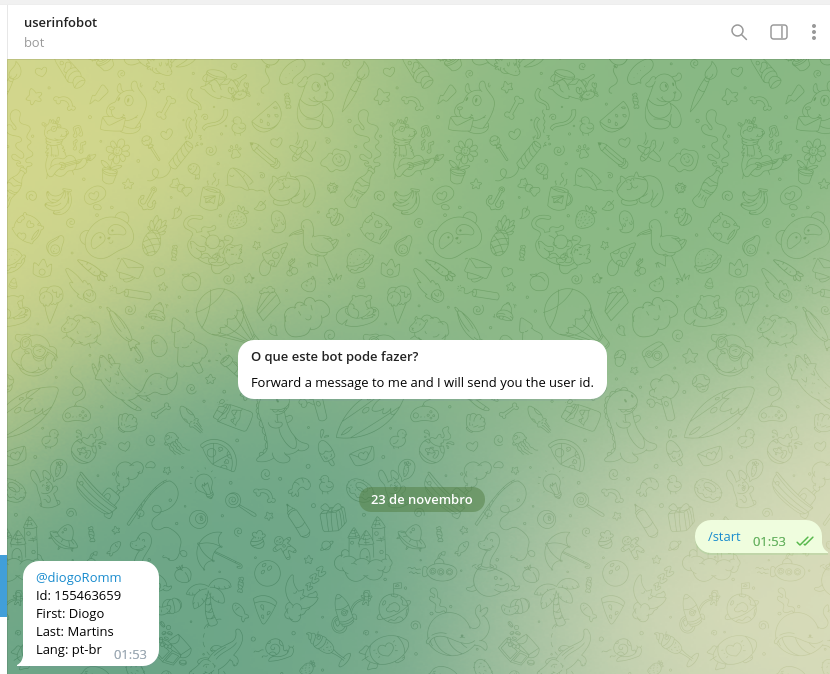 userinfobot
bot
O que este bot pode fazer?
Forward a message to me and I will send you the user id.
23 de novembro
/start 01:53
@diogoRomm
Id: 155463659
First: Diogo
Last: Martins
Lang: pt-br 01:53